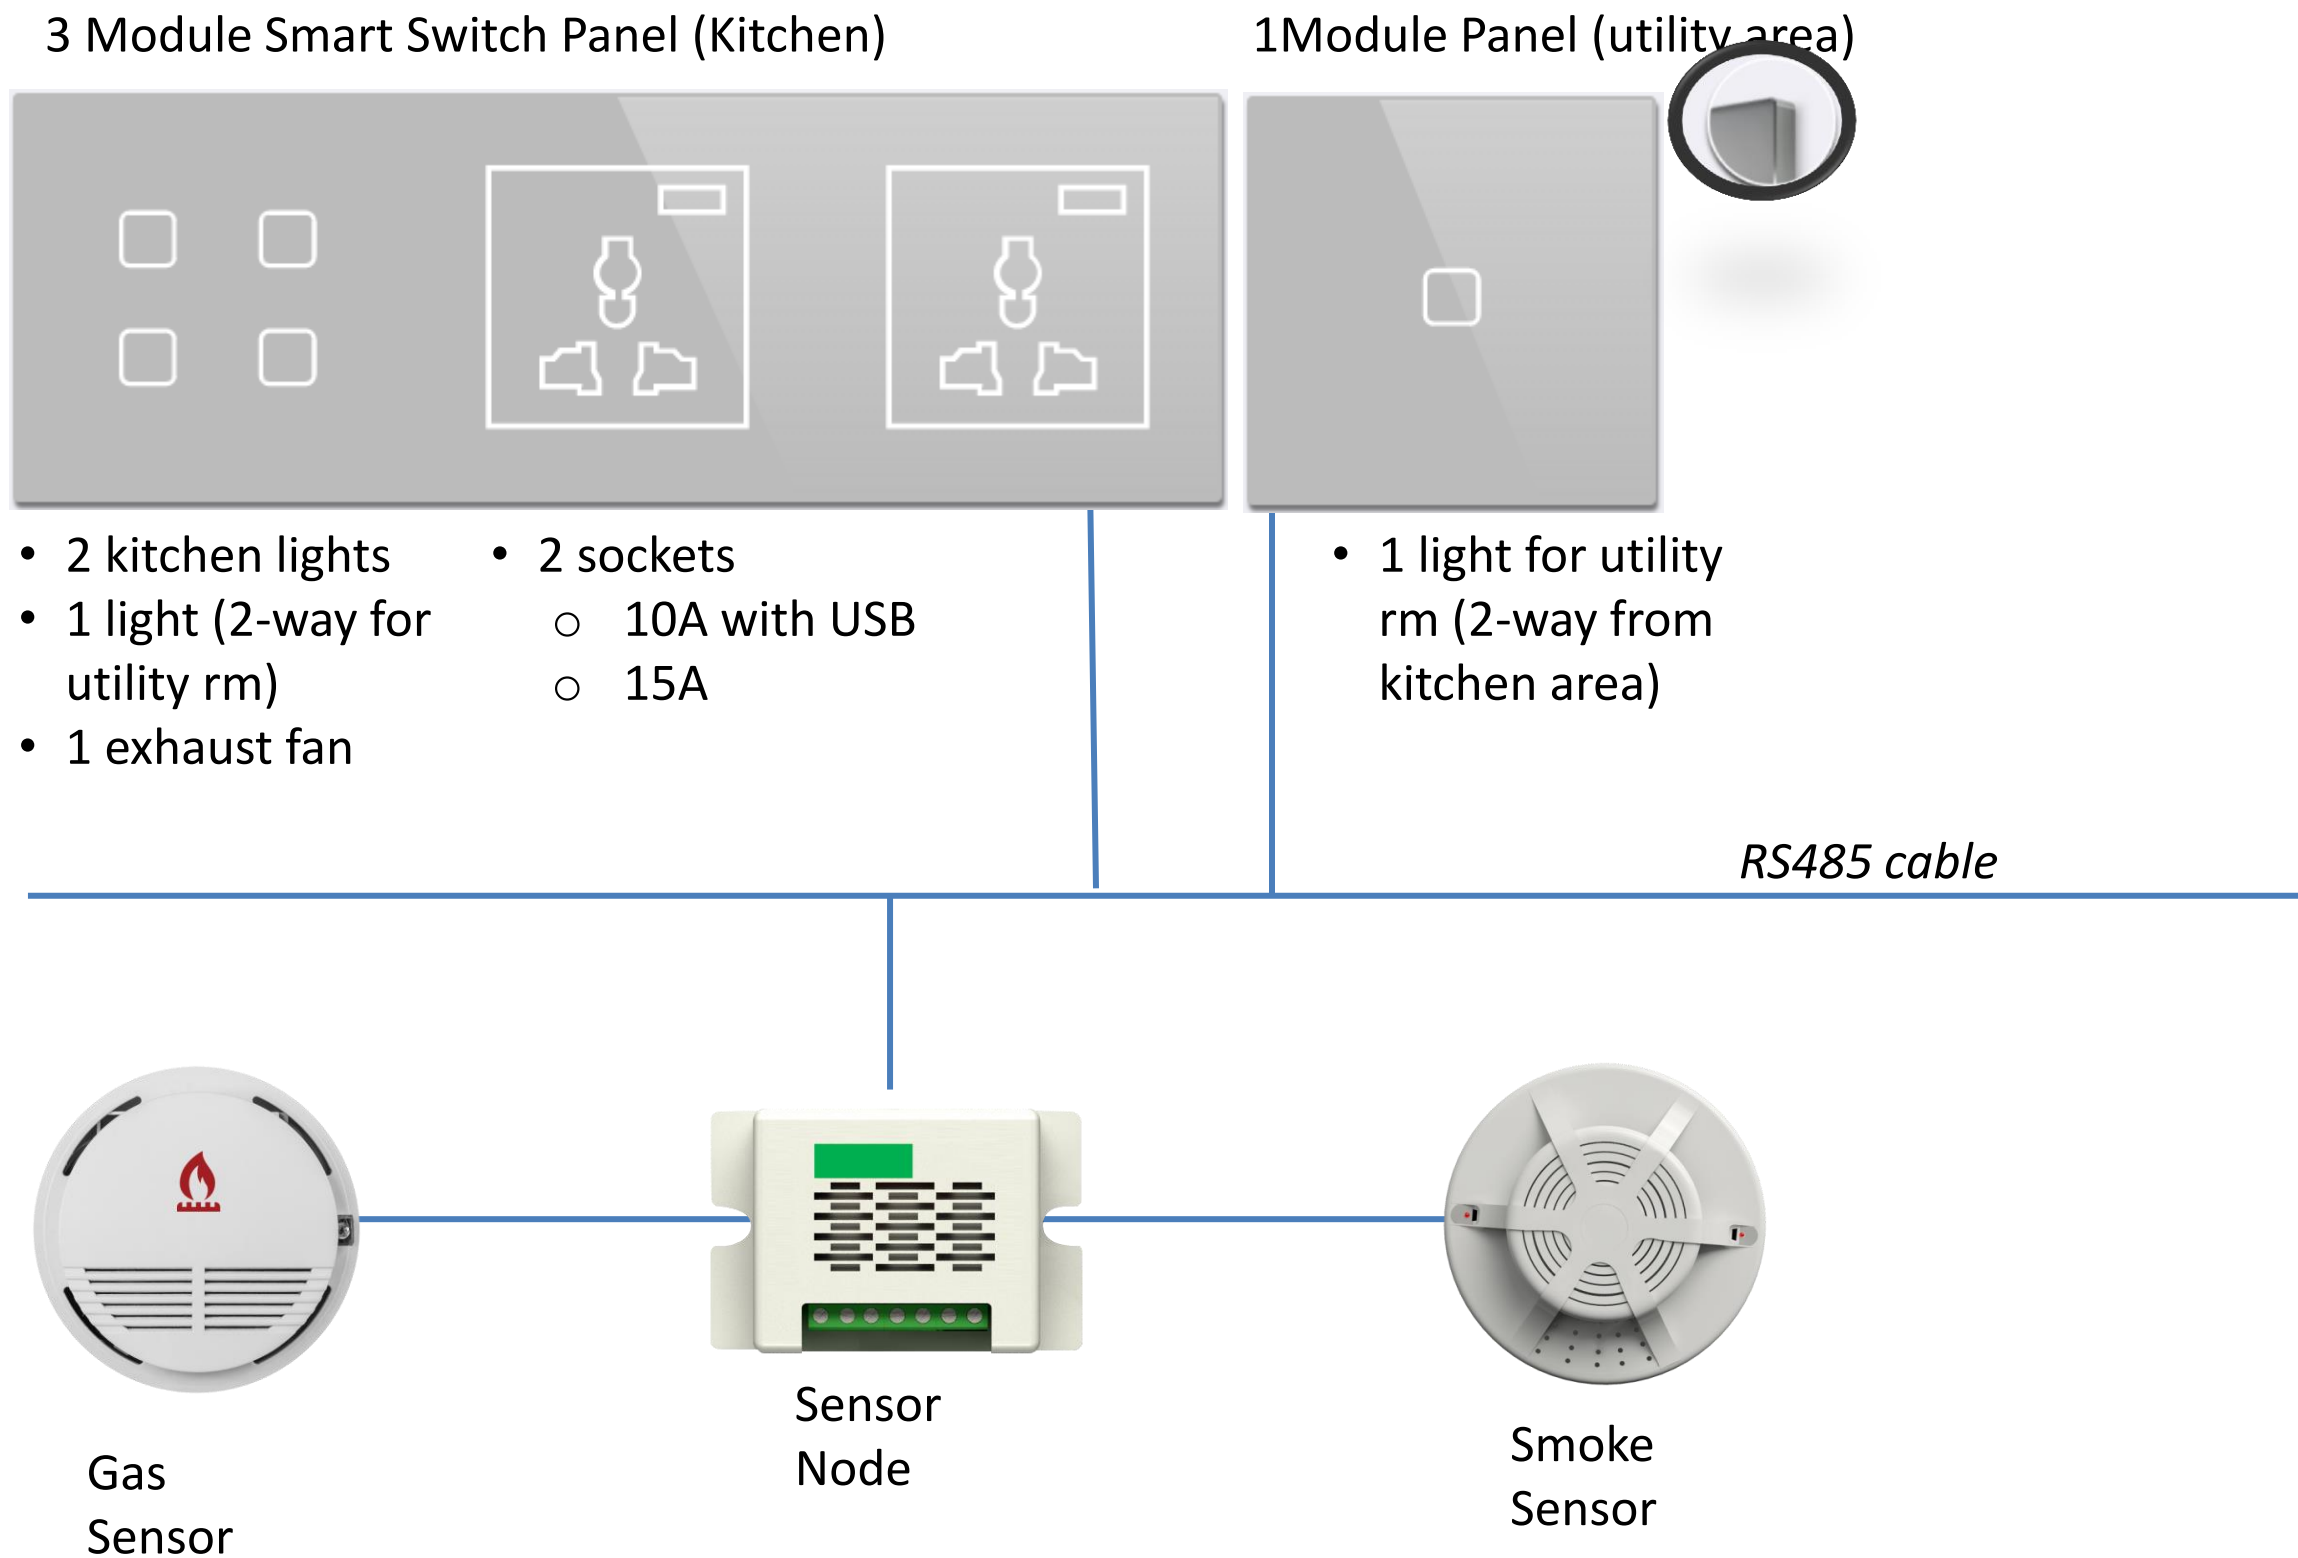 3 Module Smart Switch Panel (Kitchen)
1Module Panel (utility area)
• 2 kitchen lights
• 1 light (2-way for
utility rm)
• 1 exhaust fan
• 2 sockets
o 10A with USB
o 15A
• 1 light for utility
rm (2-way from
kitchen area)
RS485 cable
Gas
Sensor
Sensor
Node
Smoke
Sensor